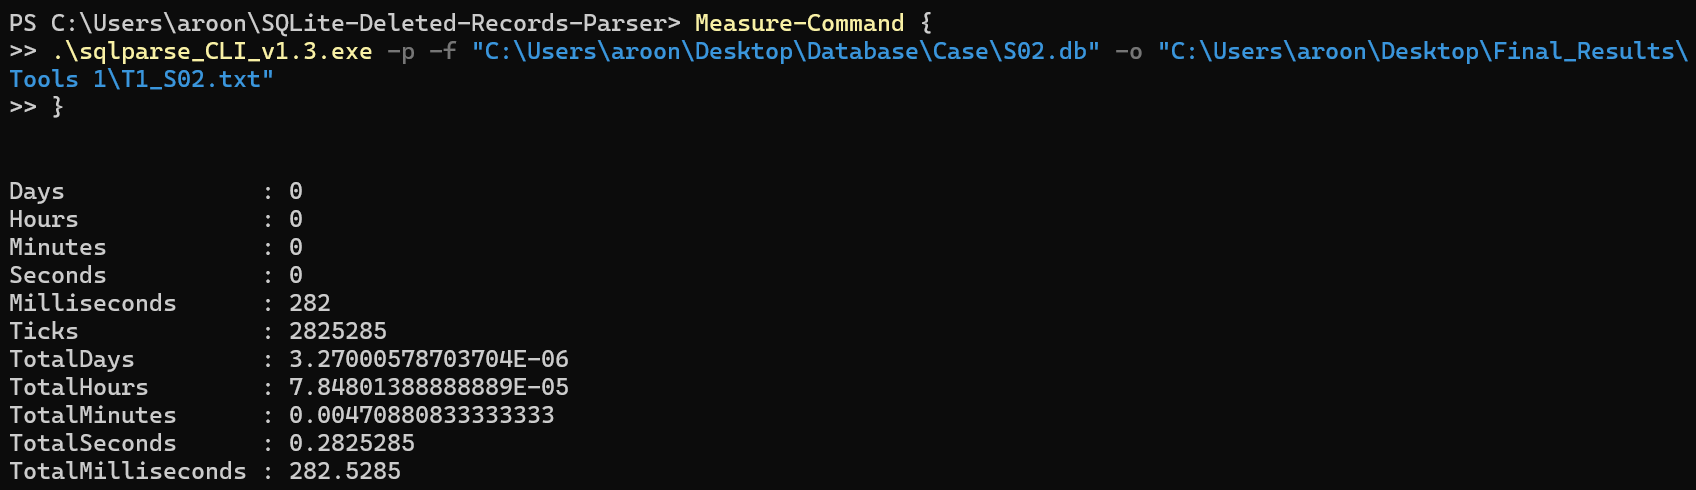 PS C:\Users\aroon\SQLite-Deleted-Records-Parser> Measure-Command {
>> .\sqlparse_CLI_v1.3.exe -p -f "C:\Users\aroon\Desktop\Database\Case\S02.db" -o "C:\Users\aroon\Desktop\Final_Results\
Tools 1\T1_S02.txt"
>> }
Days              : 0
Hours             : 0
Minutes           : 0
Seconds           : 0
Milliseconds      : 282
Ticks             : 2825285
TotalDays         : 3.27000578703704E-06
TotalHours        : 7.84801388888889E-05
TotalMinutes      : 0.00470880833333333
TotalSeconds      : 0.2825285
TotalMilliseconds : 282.5285